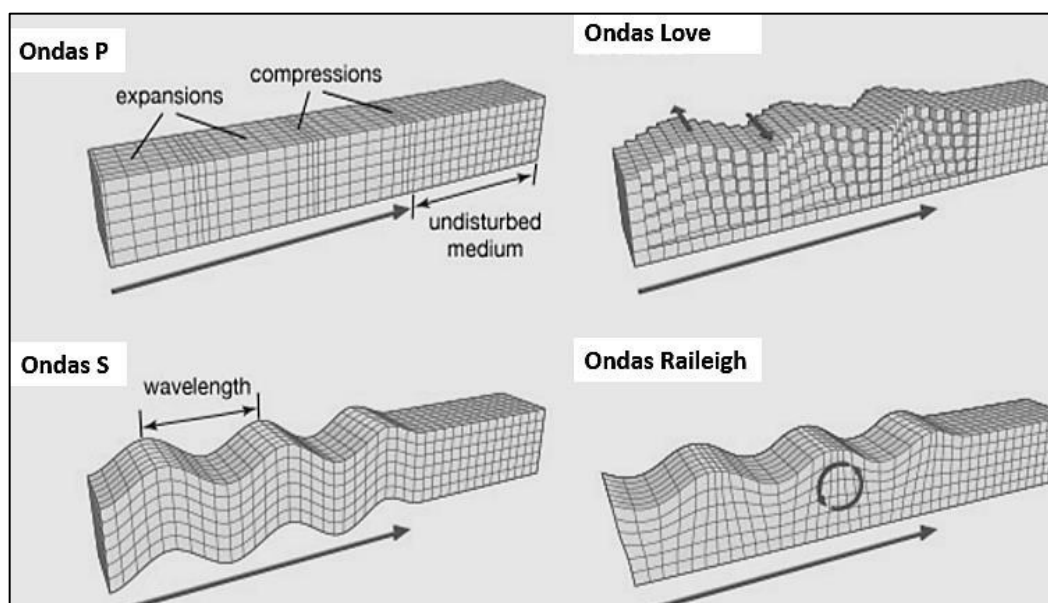 Ondas P
compressions
expansions
undisturbed
medium
Ondas Love
Ondas S
wavelength
Ondas Raileigh